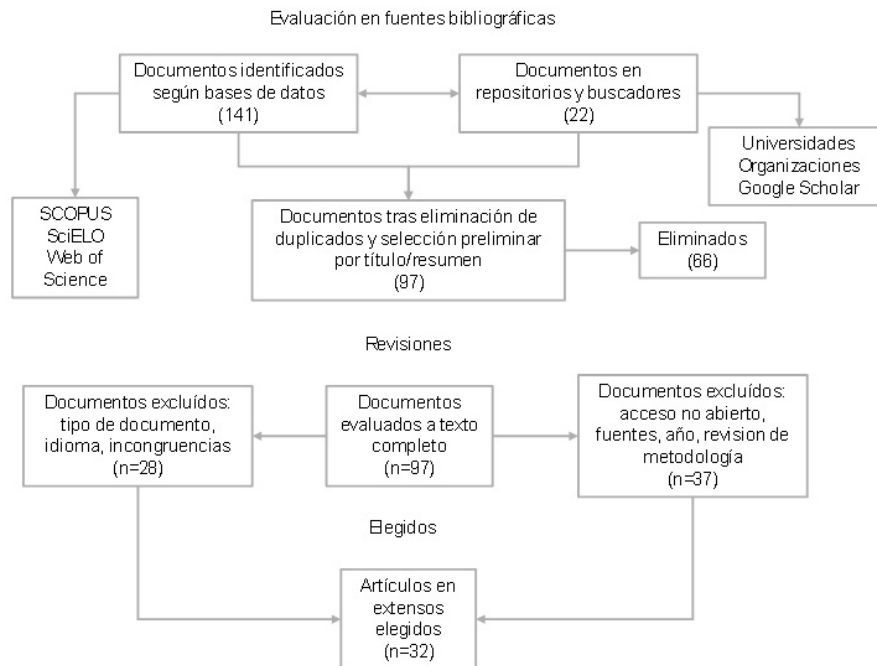 Evaluación en fuentes bibliográficas
Documentos identificados
según bases de datos
(141)
Documentos en
repositorios y buscadores
(22)
Universidades
Organizaciones
Google Scholar
SCOPUS
SciELO
Web of
Science
Documentos tras eliminación de
duplicados y selección preliminar
por título/resumen
(97)
Eliminados
(66)
Revisiones
Documentos excluídos:
tipo de documento,
idioma, incongruencias
(n=28)
Documentos
evaluados a texto
completo
(n=97)
Documentos excluídos:
acceso no abierto,
fuentes, año, revision de
metodología
(n=37)
Elegidos
Artículos en
extensos
elegidos
(n=32)